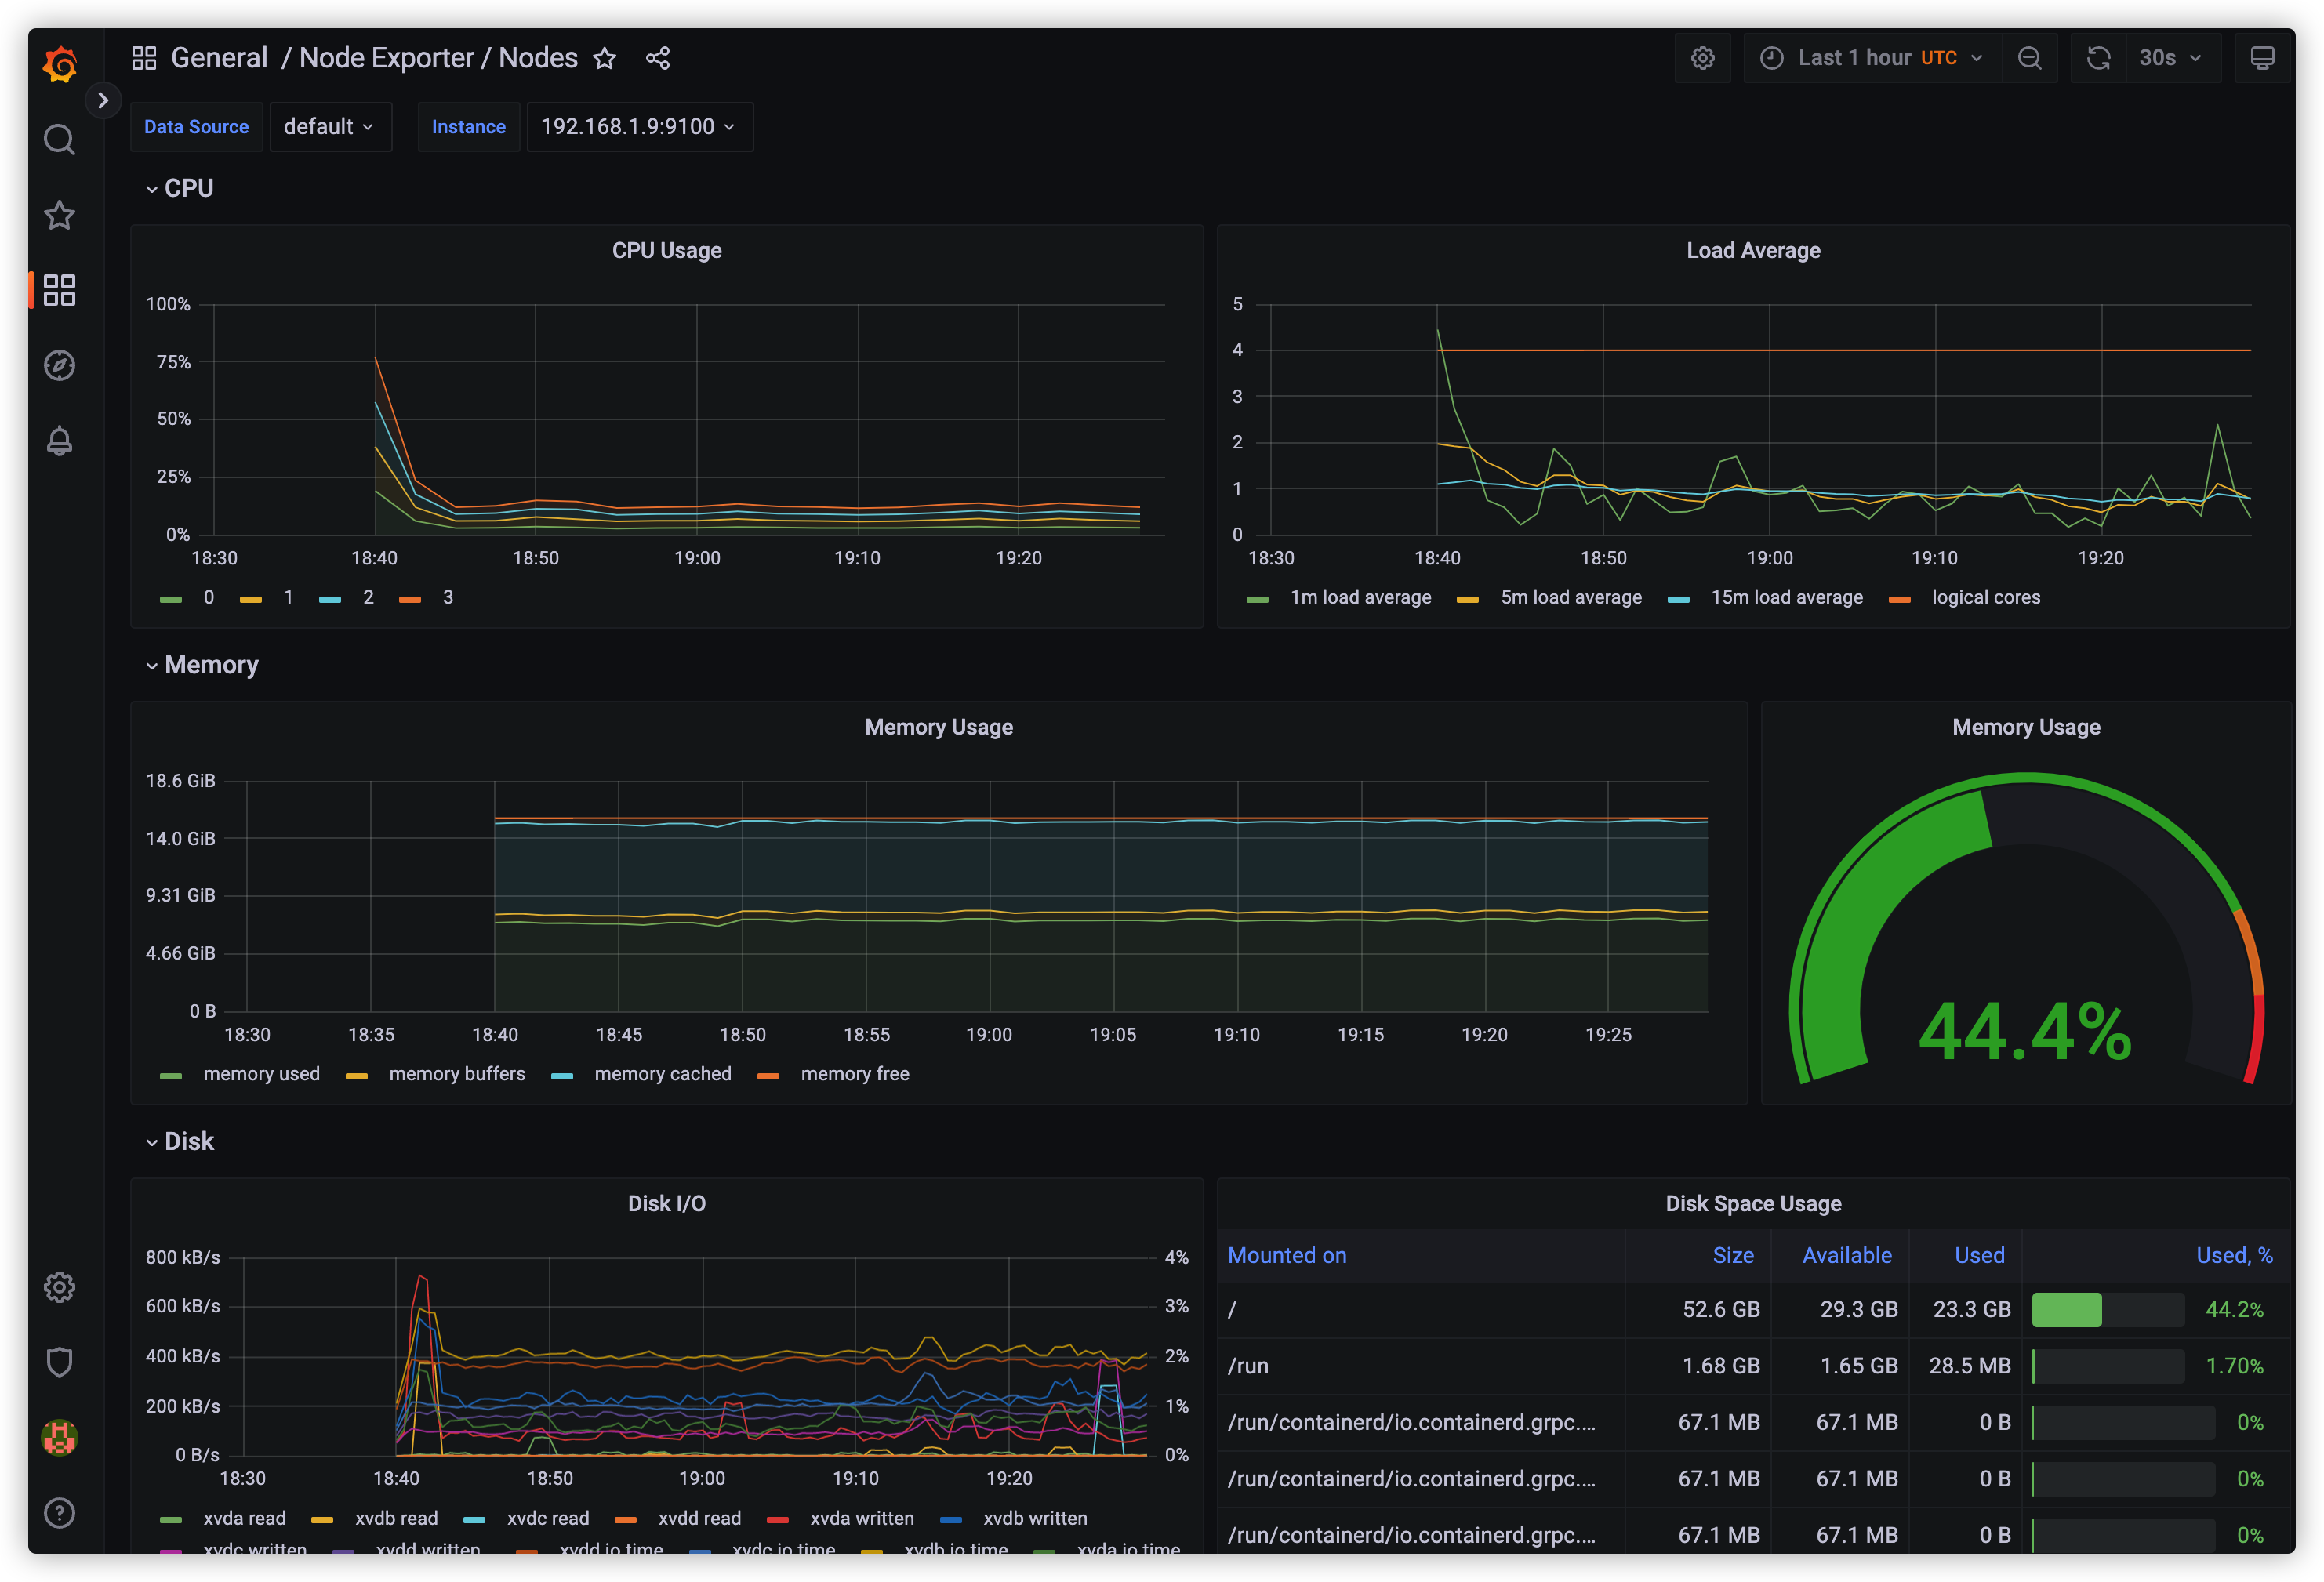 General / Node Exporter / Nodes
Last 1 hour UTC
30s
Data Source default Instance 192.168.1.9:9100
CPU
CPU Usage
100%
75%
50%
25%
0%
18:30 18:40 18:50 19:00 19:10 19:20
0 1 2 3
Load Average
5
4
3
2
1
0
18:30 18:40 18:50 19:00 19:10 19:20
1m load average 5m load average 15m load average logical cores
Memory
Memory Usage
18.6 GiB
14.0 GiB
9.31 GiB
4.66 GiB
0 B
18:30 18:35 18:40 18:45 18:50 18:55 19:00 19:05 19:10 19:15 19:20 19:25
memory used memory buffers memory cached memory free
Memory Usage
44.4%
Disk
Disk I/O
800 kB/s 4%
600 kB/s 3%
400 kB/s 2%
200 kB/s 1%
0 B/s 0%
18:30 18:40 18:50 19:00 19:10 19:20
xvda read xvdb read xvdc read xvdd read xvda written xvdb written
xvdc written xvdd written xvdd io time xvdc io time xvdb io time xvda io time
Disk Space Usage
Mounted on Size Available Used Used, %
/ 52.6 GB 29.3 GB 23.3 GB 44.2%
/run 1.68 GB 1.65 GB 28.5 MB 1.70%
/run/containerd/io.containerd.grpc.... 67.1 MB 67.1 MB 0 B 0%
/run/containerd/io.containerd.grpc.... 67.1 MB 67.1 MB 0 B 0%
/run/containerd/io.containerd.grpc.... 67.1 MB 67.1 MB 0 B 0%